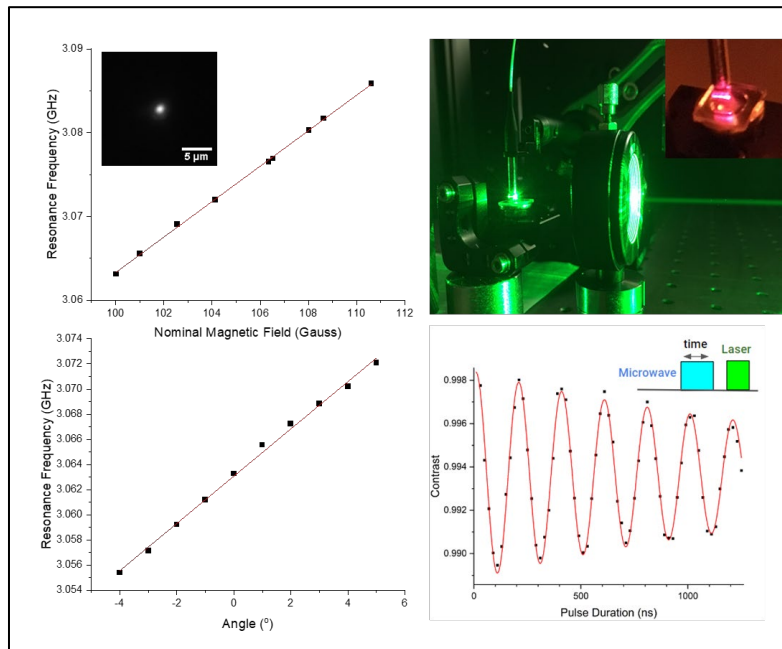 3.09
3.08
3.07
3.06
Resonance Frequency (GHz)
5 µm
100 102 104 106 108 110 112
Nominal Magnetic Field (Gauss)
3.072
3.070
3.068
3.066
3.064
3.062
3.060
3.058
3.056
3.054
Resonance Frequency (GHz)
-4 -2 0 2 4 6
Angle (°)
time
Laser
Microwave
0.998
0.996
0.994
0.992
0.990
Contrast
0 500 1000
Pulse Duration (ns)